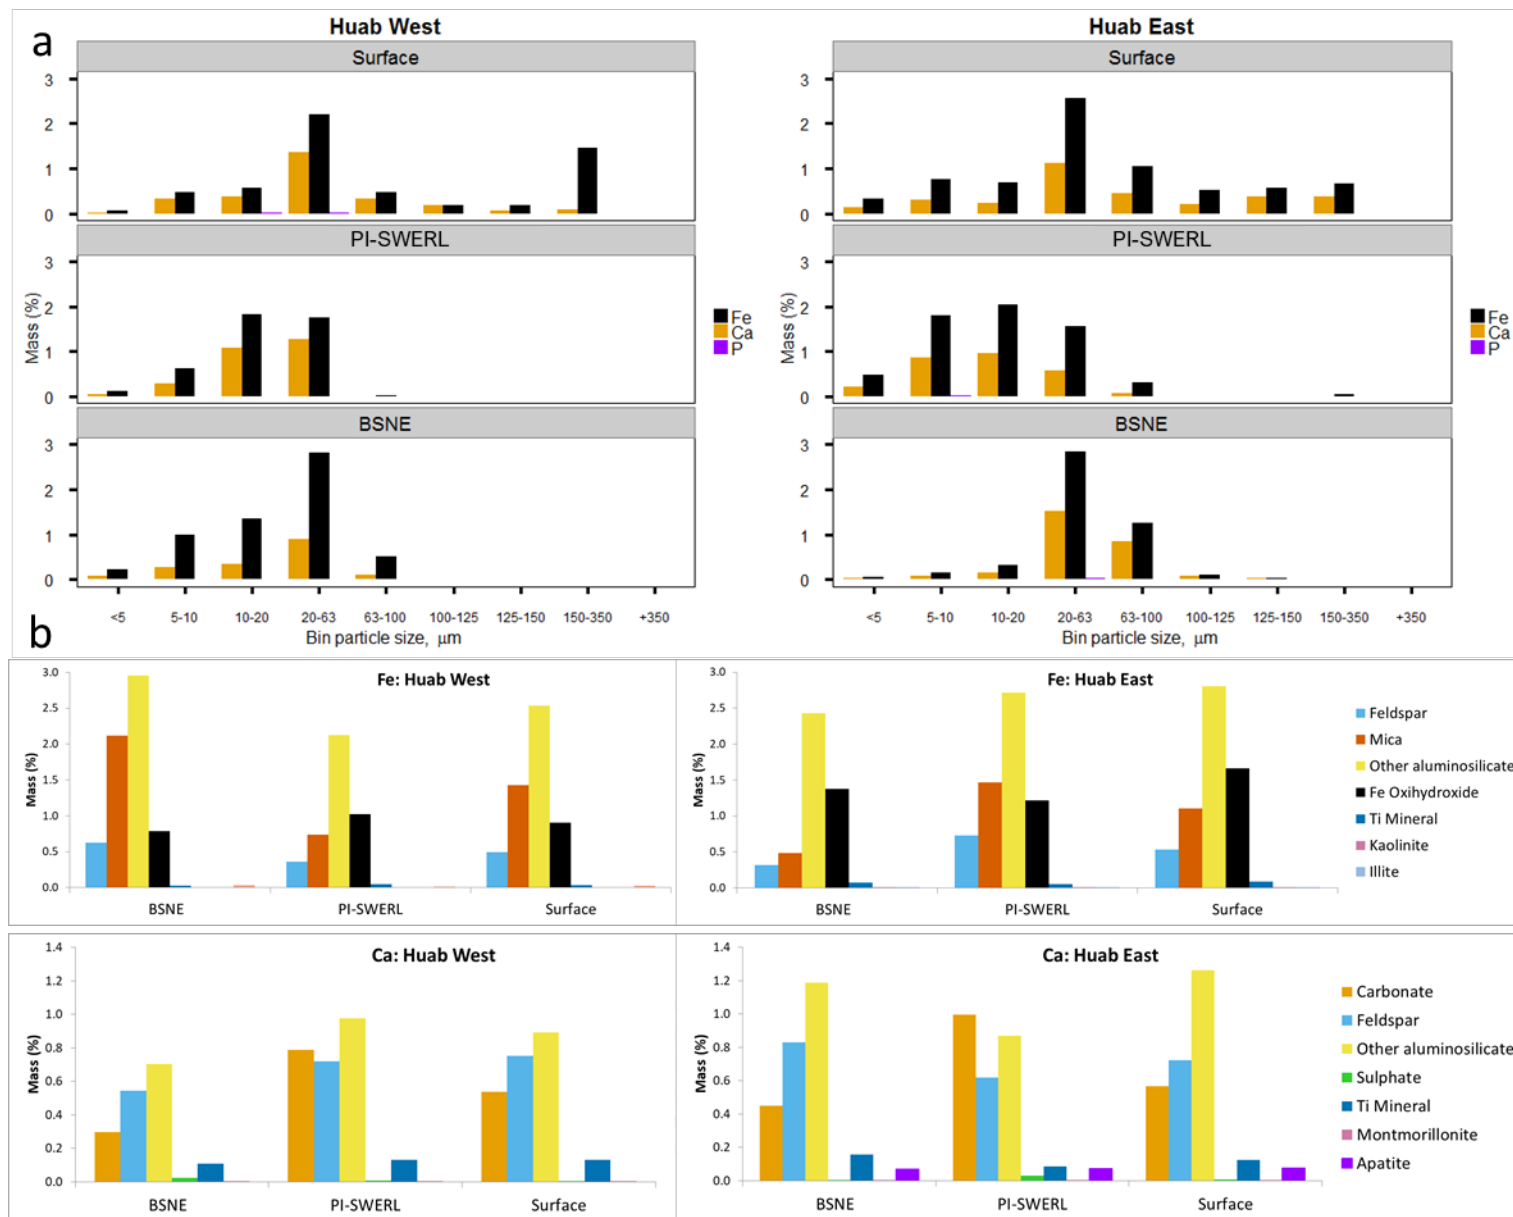 a
Huab West
Surface
3
2
1
0
PI-SWERL
3
2
1
0
BSNE
3
2
1
0
Mass (%)
<5 5-10 10-20 20-63 63-100 100-125 125-150 150-350 +350
Bin particle size, μm
Fe
Ca
P
Huab East
Surface
3
2
1
0
PI-SWERL
3
2
1
0
BSNE
3
2
1
0
Mass (%)
<5 5-10 10-20 20-63 63-100 100-125 125-150 150-350 +350
Bin particle size, μm
Fe
Ca
P
b
Fe: Huab West
Mass (%)
3.0
2.5
2.0
1.5
1.0
0.5
0.0
BSNE PI-SWERL Surface
Fe: Huab East
Mass (%)
3.0
2.5
2.0
1.5
1.0
0.5
0.0
BSNE PI-SWERL Surface
Feldspar
Mica
Other aluminosilicate
Fe Oxihydroxide
Ti Mineral
Kaolinite
Illite
Ca: Huab West
Mass (%)
1.4
1.2
1.0
0.8
0.6
0.4
0.2
0.0
BSNE PI-SWERL Surface
Ca: Huab East
Mass (%)
1.4
1.2
1.0
0.8
0.6
0.4
0.2
0.0
BSNE PI-SWERL Surface
Carbonate
Feldspar
Other aluminosilicate
Sulphate
Ti Mineral
Montmorillonite
Apatite